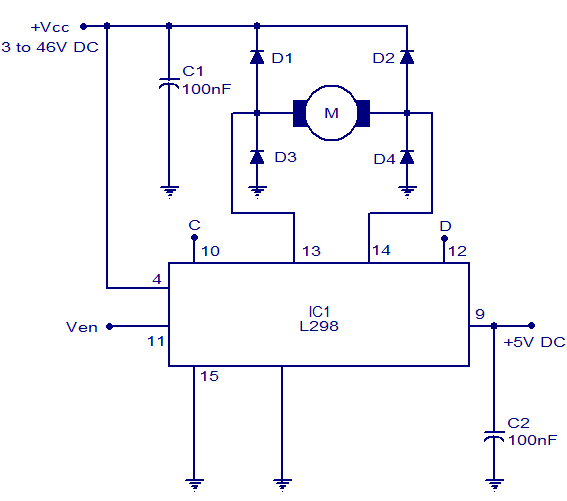 +Vcc
3 to 46V DC
C1
100nF
D1
D2
M
D3
D4
C
D
10
13
14
12
4
IC1
L298
9
Ven
11
+5V DC
15
C2
100nF